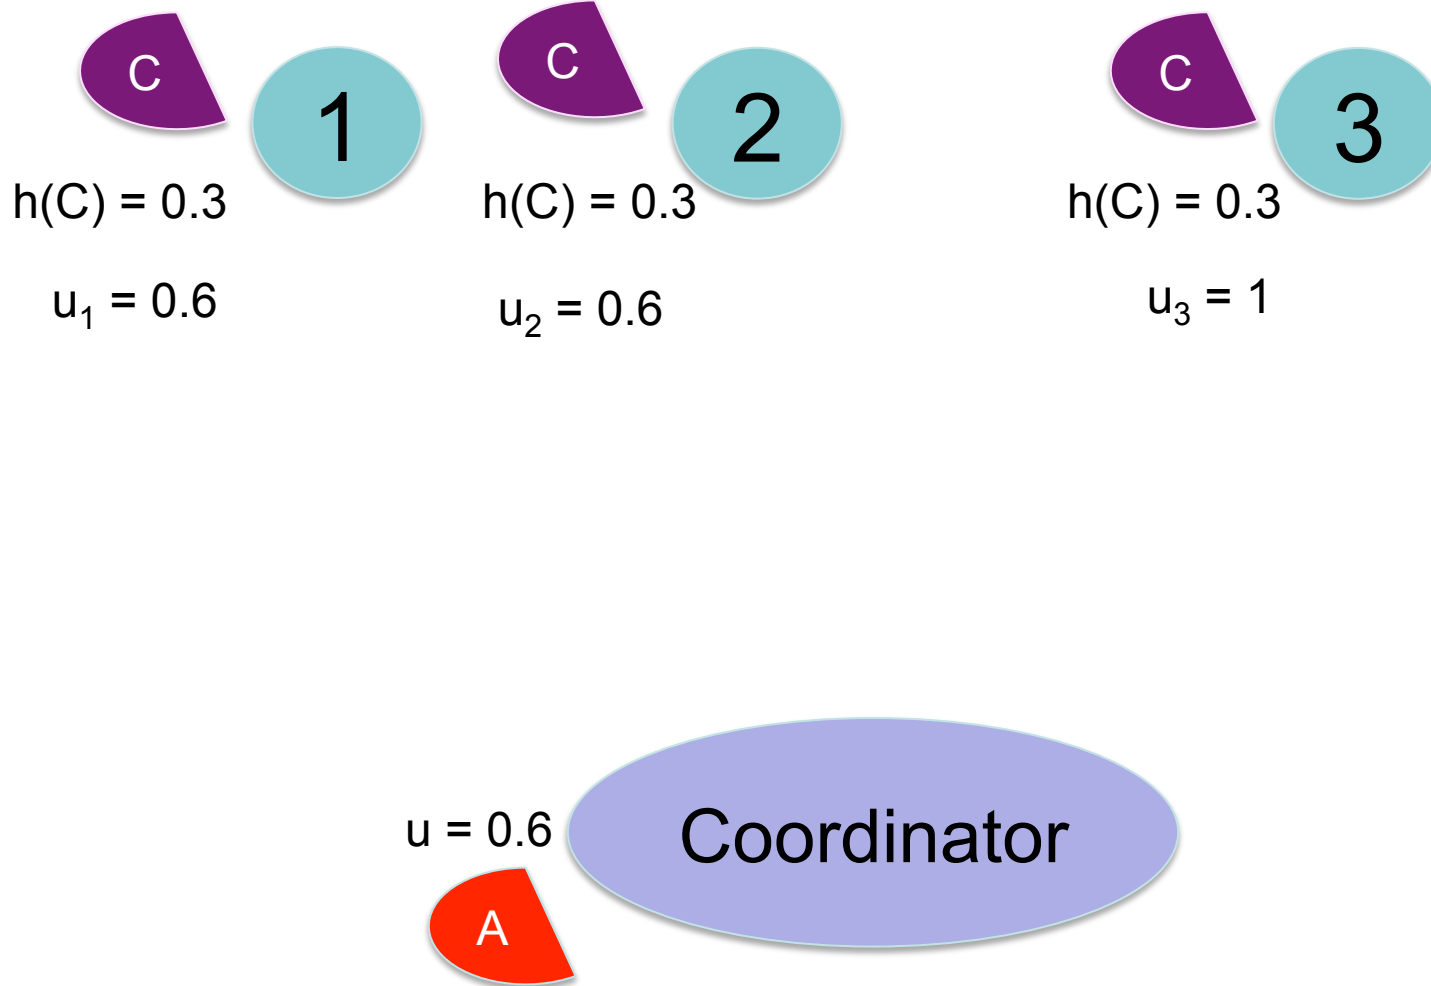 C 1 C 2 C 3
h(C) = 0.3 h(C) = 0.3 h(C) = 0.3
u₁ = 0.6 u₂ = 0.6 u₃ = 1
u = 0.6 Coordinator
A